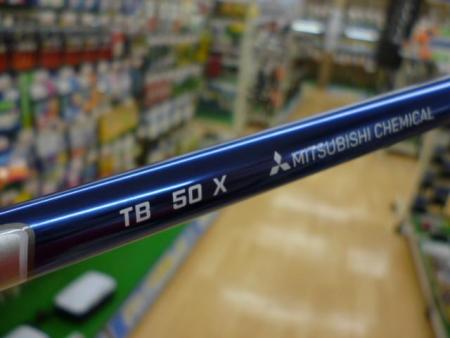 TB 50 X MITSUBISHI CHEMICAL